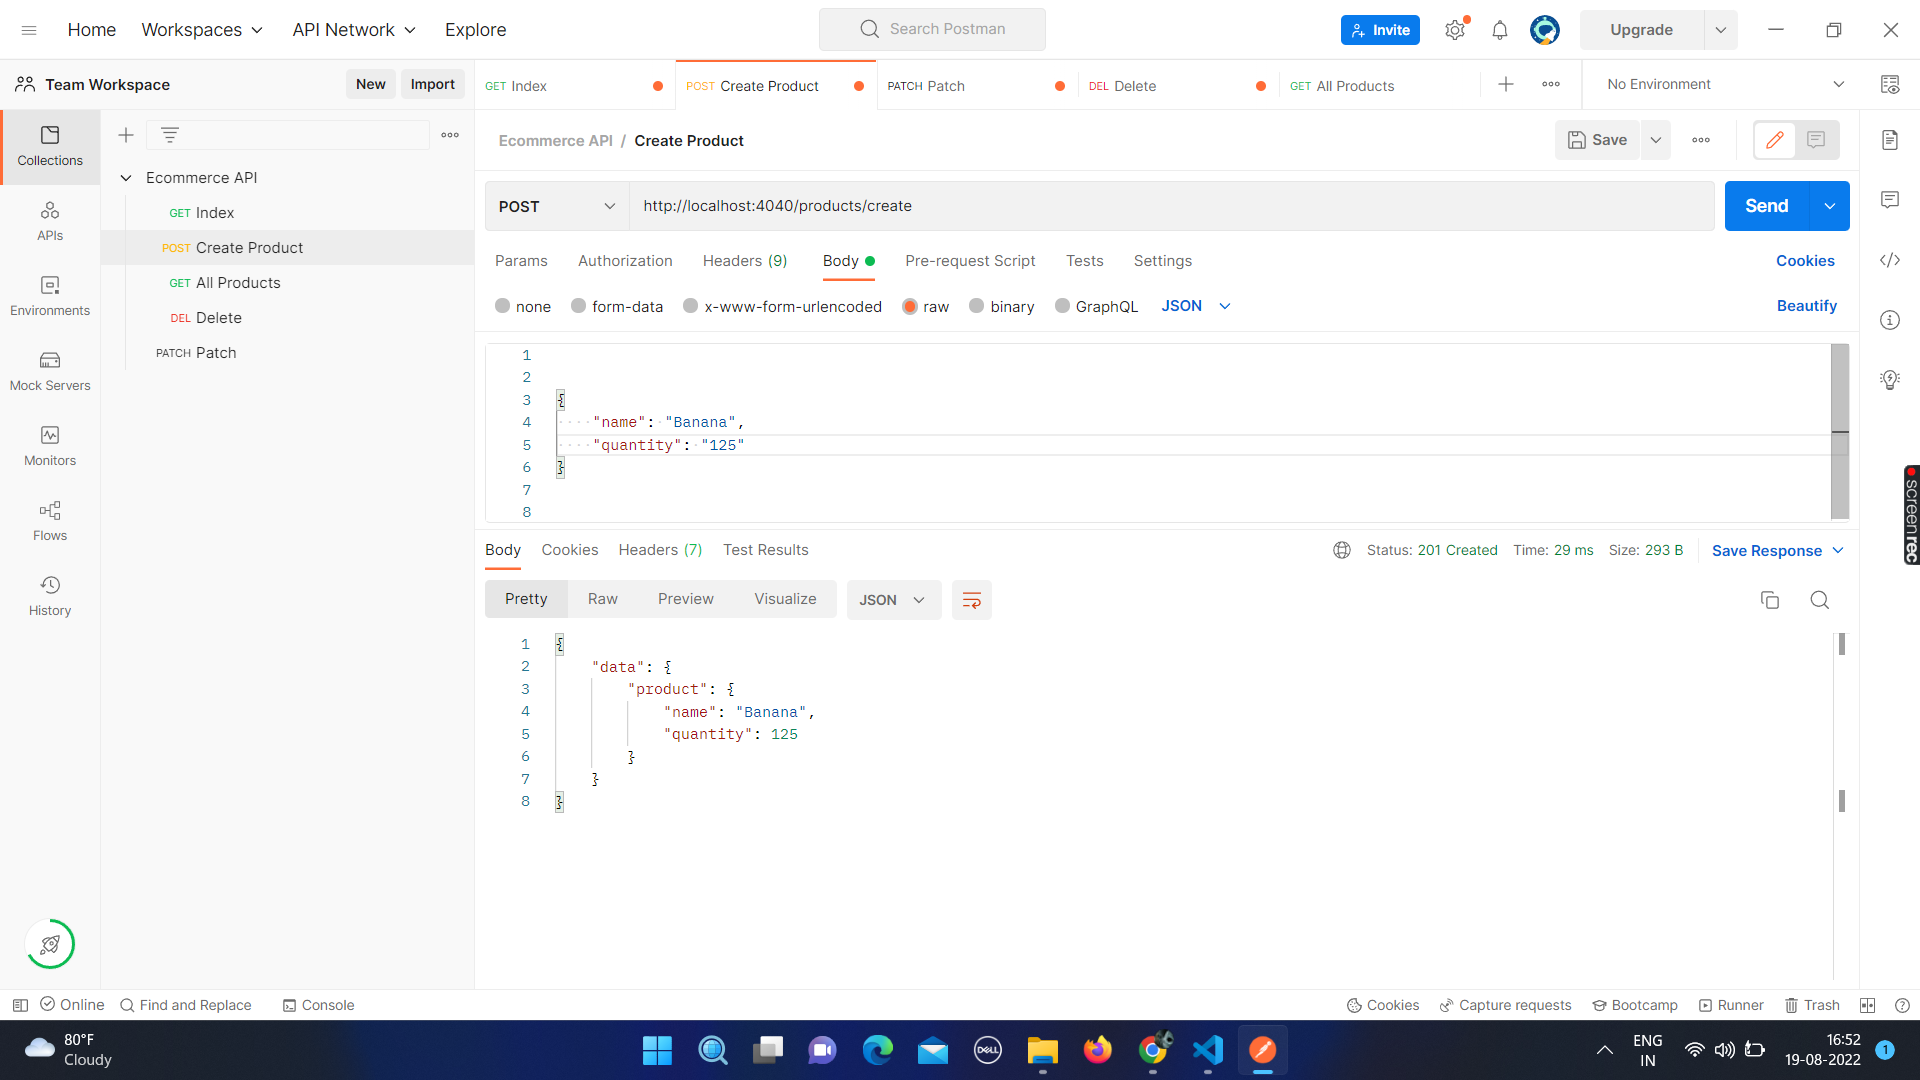 Home Workspaces API Network Explore Search Postman Invite Upgrade
Team Workspace New Import GET Index POST Create Product PATCH Patch DEL Delete GET All Products No Environment
Collections
APIs
Environments
Mock Servers
Monitors
Flows
History
Ecommerce API
GET Index
POST Create Product
GET All Products
DEL Delete
PATCH Patch
Ecommerce API / Create Product Save
POST http://localhost:4040/products/create Send
Params Authorization Headers (9) Body Pre-request Script Tests Settings Cookies
none form-data x-www-form-urlencoded raw binary GraphQL JSON Beautify
1
2
3 {
4 "name": "Banana",
5 "quantity": "125"
6 }
7
8
Body Cookies Headers (7) Test Results Status: 201 Created Time: 29 ms Size: 293 B Save Response
Pretty Raw Preview Visualize JSON
1 {
2 "data": {
3 "product": {
4 "name": "Banana",
5 "quantity": 125
6 }
7 }
8 }
screenrec
Online Find and Replace Console Cookies Capture requests Bootcamp Runner Trash
80°F
Cloudy
DELL
ENG
IN
16:52
19-08-2022
1